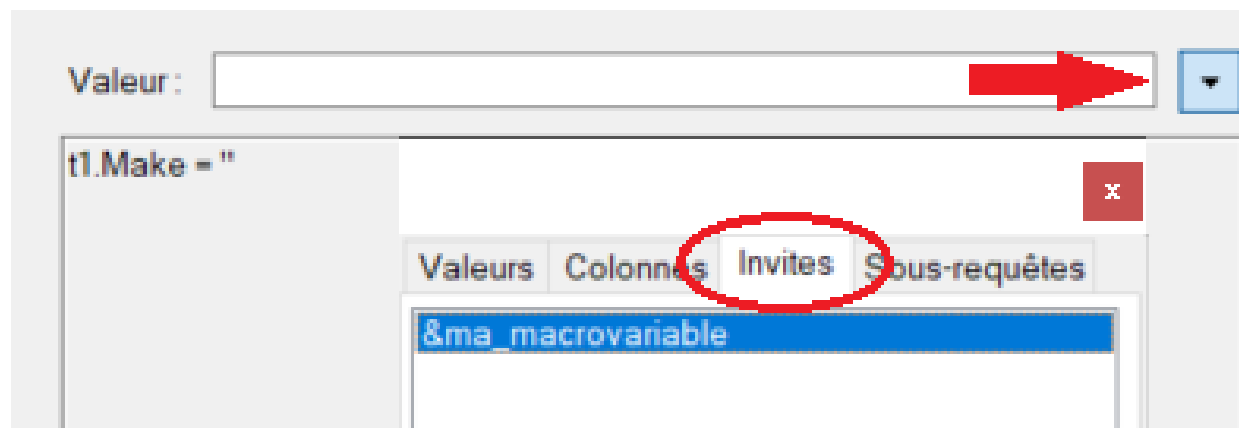 Valeur :
t1.Make = "
x
Valeurs Colonnes Invites Sous-requêtes
&ma_macrovariable